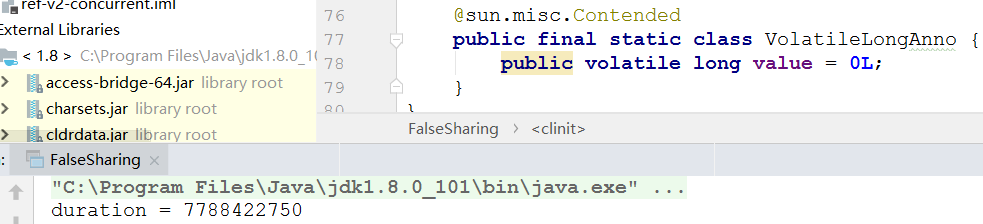 ref-v2-concurrent.iml
External Libraries
< 1.8 > C:\Program Files\Java\jdk1.8.0_10
access-bridge-64.jar library root
charsets.jar library root
cldrdata.jar library root
76 @sun.misc.Contended
77 public final static class VolatileLongAnno {
78 public volatile long value = 0L;
79 }
80 }
FalseSharing > <clinit>
: FalseSharing ×
"C:\Program Files\Java\jdk1.8.0_101\bin\java.exe" ...
duration = 7788422750